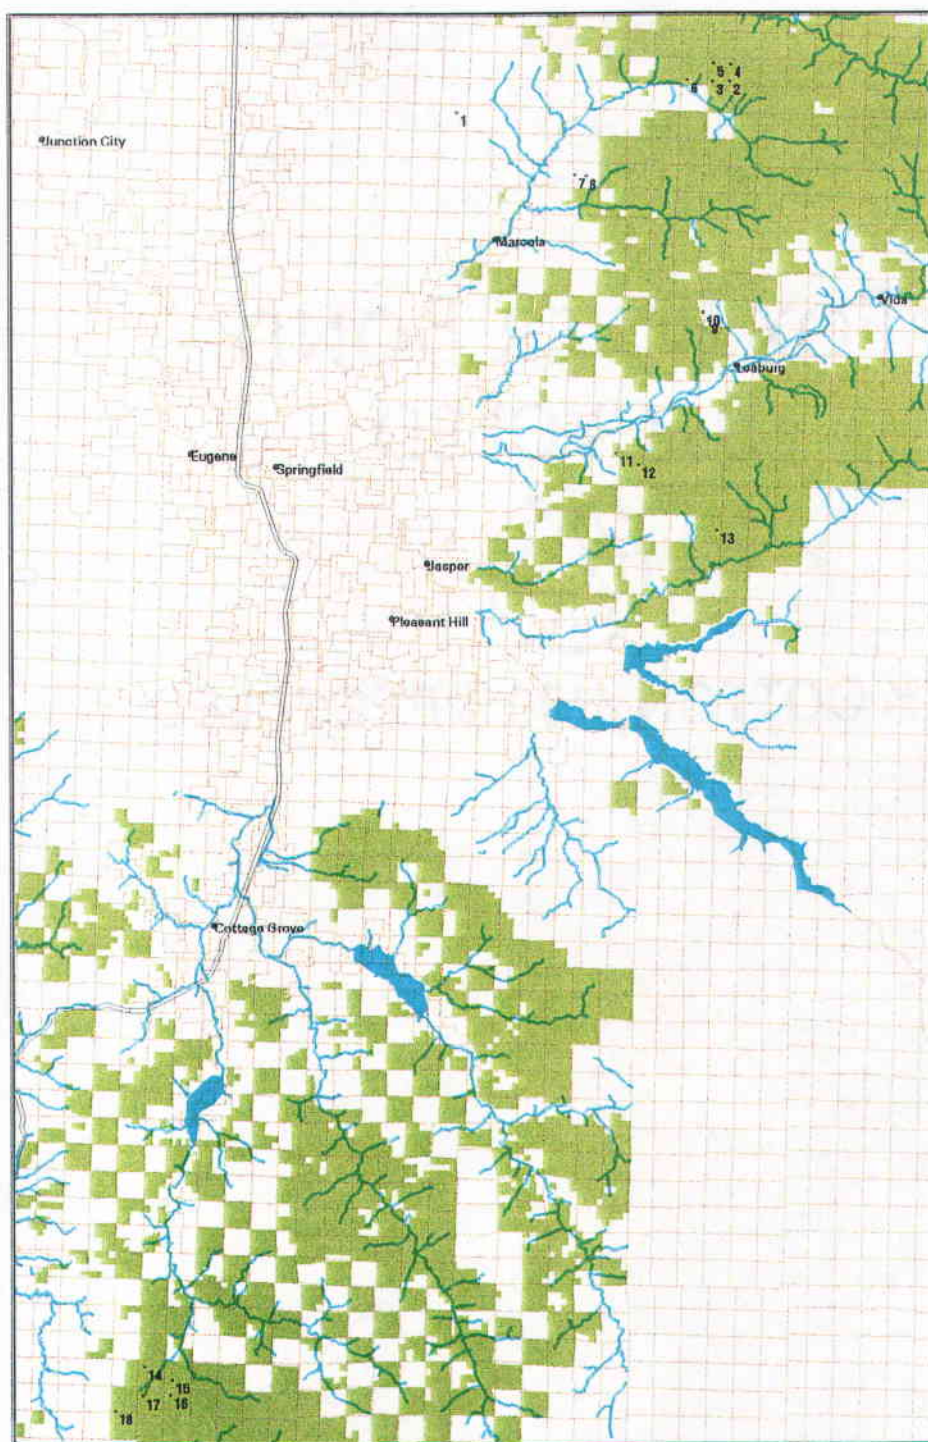 5 4
6 3 2
1
Junction City
7 8
Marcola
Vida
10
9
Leaburg
Eugene
Springfield
11
12
13
Jasper
Pleasant Hill
Cottage Grove
14
15
17 16
18